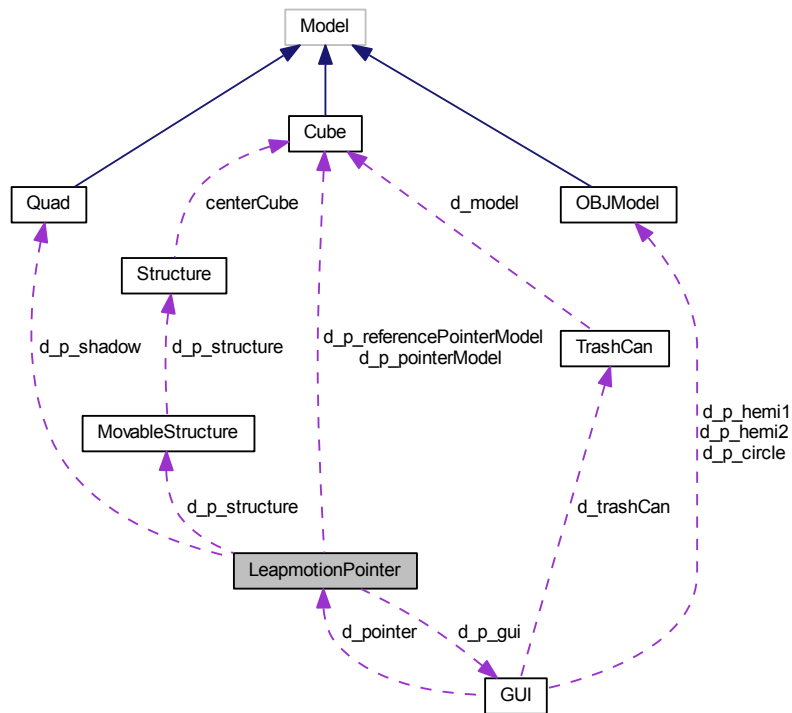 Model
Cube
Quad
centerCube
d_model
OBJModel
Structure
d_p_shadow
d_p_structure
d_p_referencePointerModel
d_p_pointerModel
TrashCan
MovableStructure
d_p_hemi1
d_p_hemi2
d_p_circle
d_p_structure
d_trashCan
LeapmotionPointer
d_pointer
d_p_gui
GUI